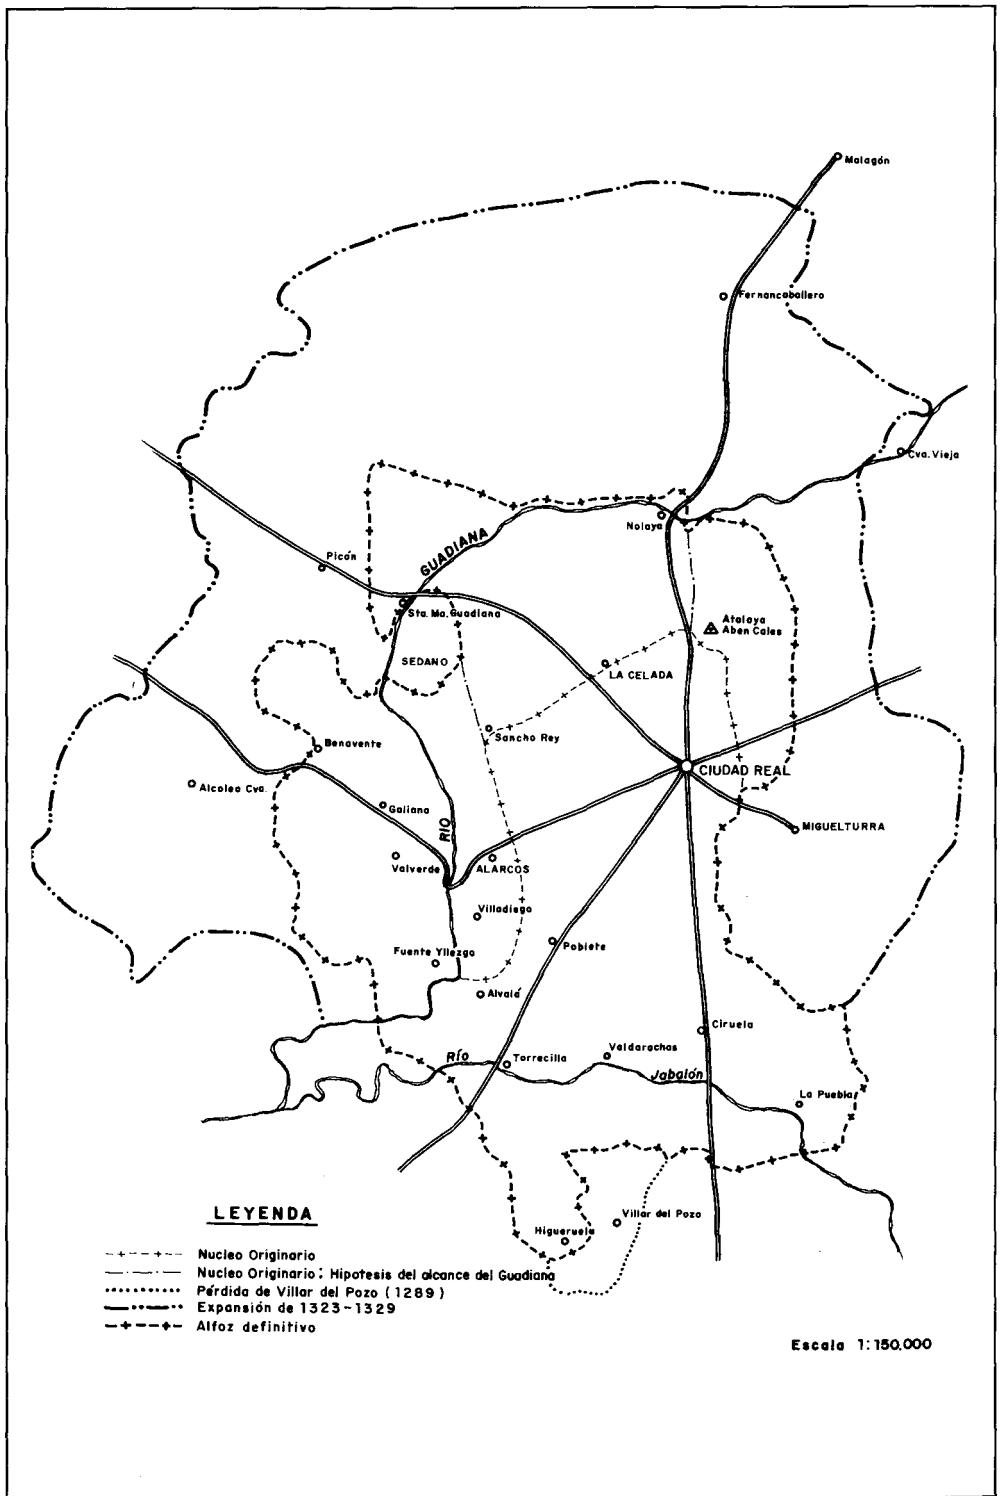 Malagón
Fernancaballero
Cva. Vieja
Nolaya
GUADIANA
Picón
Sta. Ma. Guadiana
Atalaya
Aben Cales
SEDANO
LA CELADA
Sancho Rey
Benavente
CIUDAD REAL
Alcolea Cva.
Galiana
RIO
MIGUELTURRA
Valverde
ALARCOS
Villadiego
Poblete
Fuente Yllezgo
Alvalá
Ciruela
Río
Torrecilla
Valdarachas
Jabalón
La Puebla
Villar del Pozo
Higueruela
LEYENDA
Nucleo Originario
Nucleo Originario: Hipotesis del alcance del Guadiana
Pérdida de Villar del Pozo (1289)
Expansión de 1323-1329
Alfoz definitivo
Escala 1:150.000